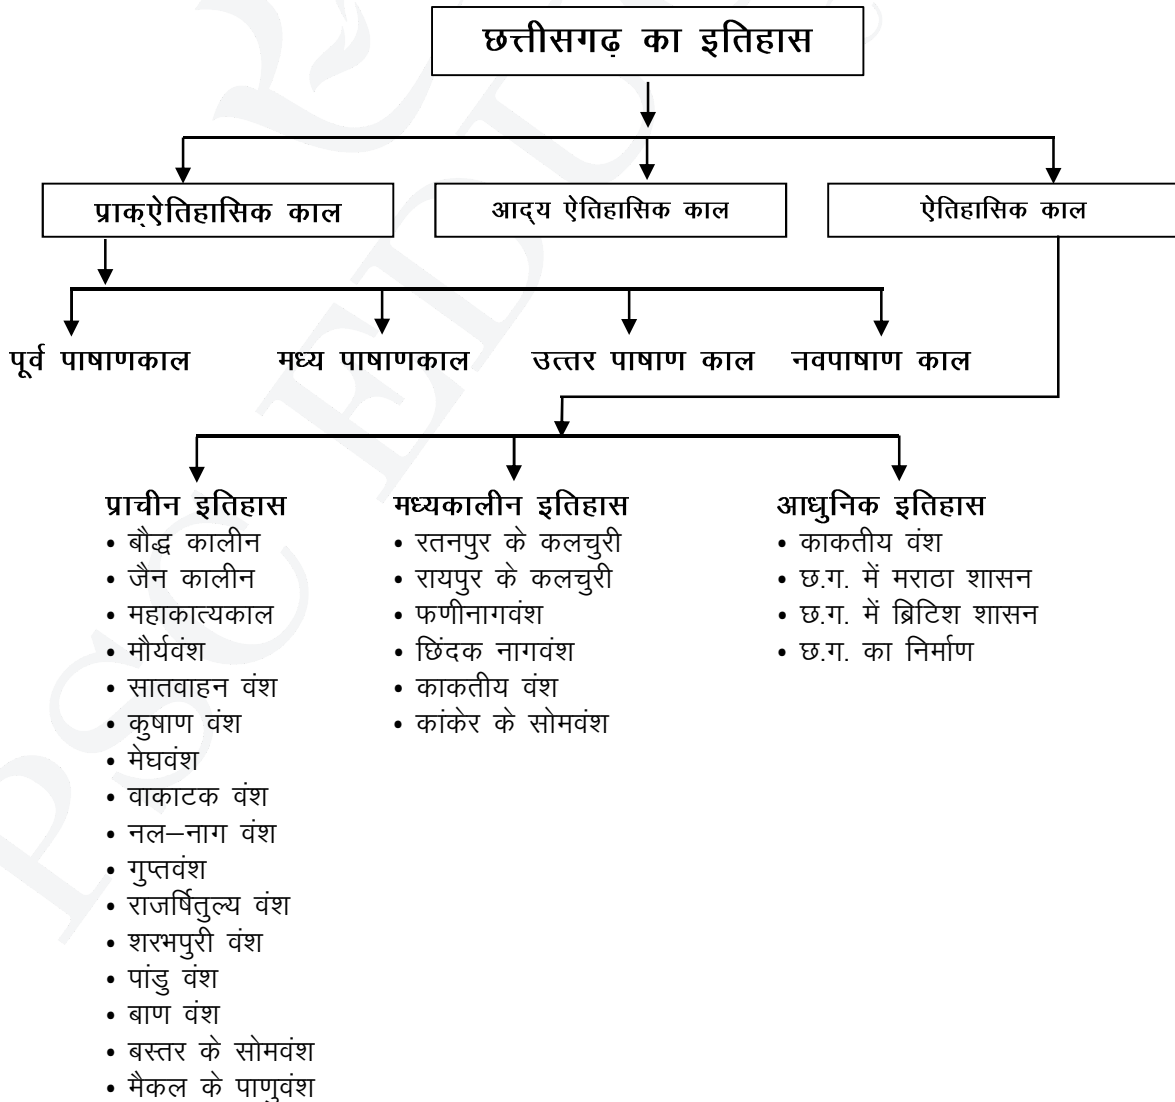 छत्तीसगढ़ का इतिहास
प्राक्ऐतिहासिक काल
आद्य ऐतिहासिक काल
ऐतिहासिक काल
पूर्व पाषाणकाल
मध्य पाषाणकाल
उत्तर पाषाण काल
नवपाषाण काल
प्राचीन इतिहास
• बौद्ध कालीन
• जैन कालीन
• महाकात्यकाल
• मौर्यवंश
• सातवाहन वंश
• कुषाण वंश
• मेघवंश
• वाकाटक वंश
• नल–नाग वंश
• गुप्तवंश
• राजर्षितुल्य वंश
• शरभपुरी वंश
• पांडु वंश
• बाण वंश
• बस्तर के सोमवंश
• मैकल के पाणुवंश
मध्यकालीन इतिहास
• रतनपुर के कलचुरी
• रायपुर के कलचुरी
• फणीनागवंश
• छिंदक नागवंश
• काकतीय वंश
• कांकेर के सोमवंश
आधुनिक इतिहास
• काकतीय वंश
• छ.ग. में मराठा शासन
• छ.ग. में ब्रिटिश शासन
• छ.ग. का निर्माण
PSC EDU